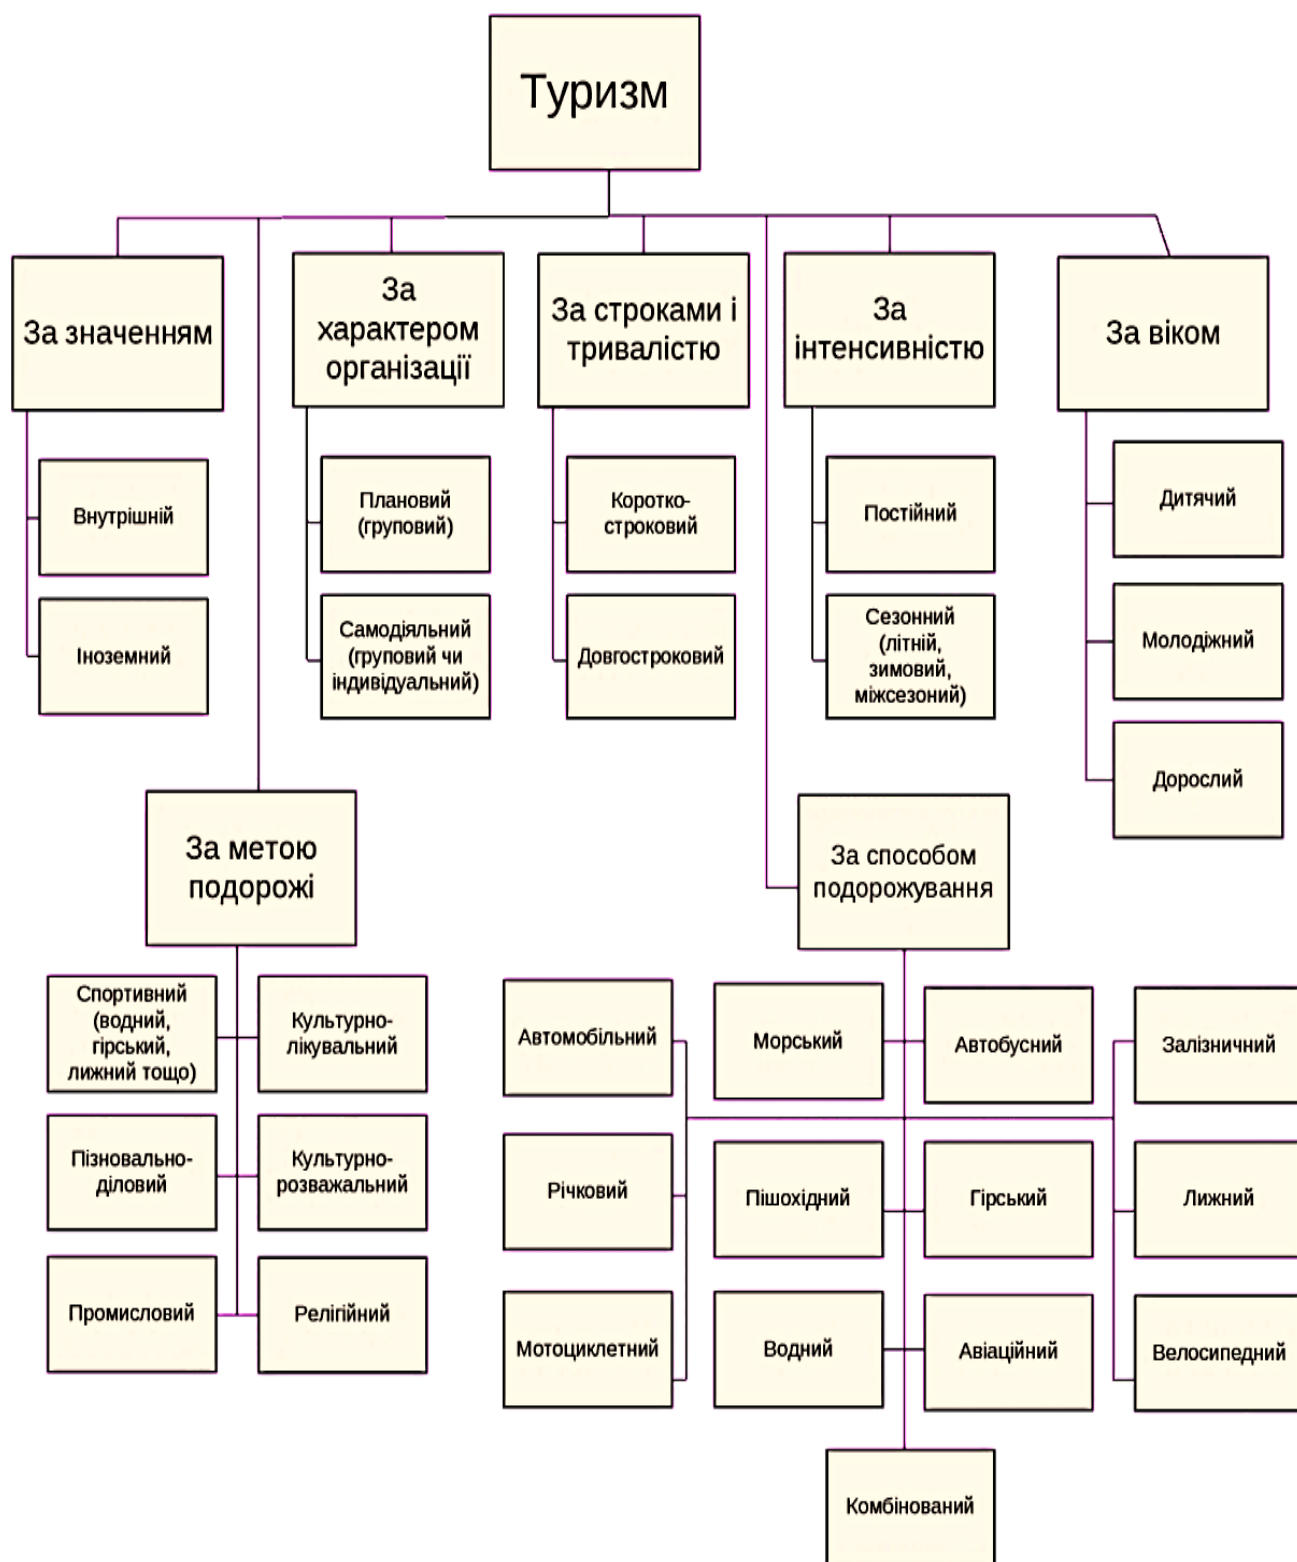 Туризм
За значенням
За
характером
організації
За строками і
тривалістю
За
інтенсивністю
За віком
Внутрішній
Іноземний
Плановий
(груповий)
Самодіяльний
(груповий чи
індивідуальний)
Коротко-
строковий
Довгостроковий
Постійний
Сезонний
(літній,
зимовий,
міжсезоний)
Дитячий
Молодіжний
Дорослий
За метою
подорожі
Спортивний
(водний,
гірський,
лижний тощо)
Культурно-
лікувальний
Пізновально-
діловий
Культурно-
розважальний
Промисловий
Релігійний
За способом
подорожування
Автомобільний
Морський
Автобусний
Залізничний
Річковий
Пішохідний
Гірський
Лижний
Мотоциклетний
Водний
Авіаційний
Велосипедний
Комбінований